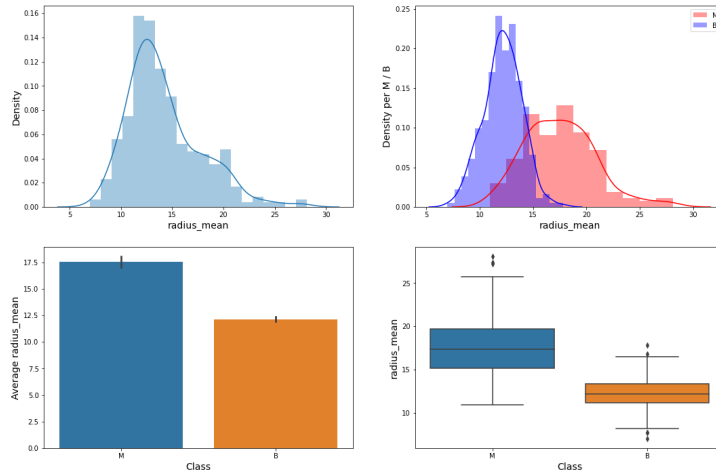 0.16
0.14
0.12
0.10
0.08
0.06
0.04
0.02
0.00
Density
5 10 15 20 25 30
radius_mean
M
B
0.25
0.20
0.15
0.10
0.05
0.00
Density per M / B
5 10 15 20 25 30
radius_mean
17.5
15.0
12.5
10.0
7.5
5.0
2.5
0.0
Average radius_mean
M B
Class
25
20
15
10
radius_mean
M B
Class